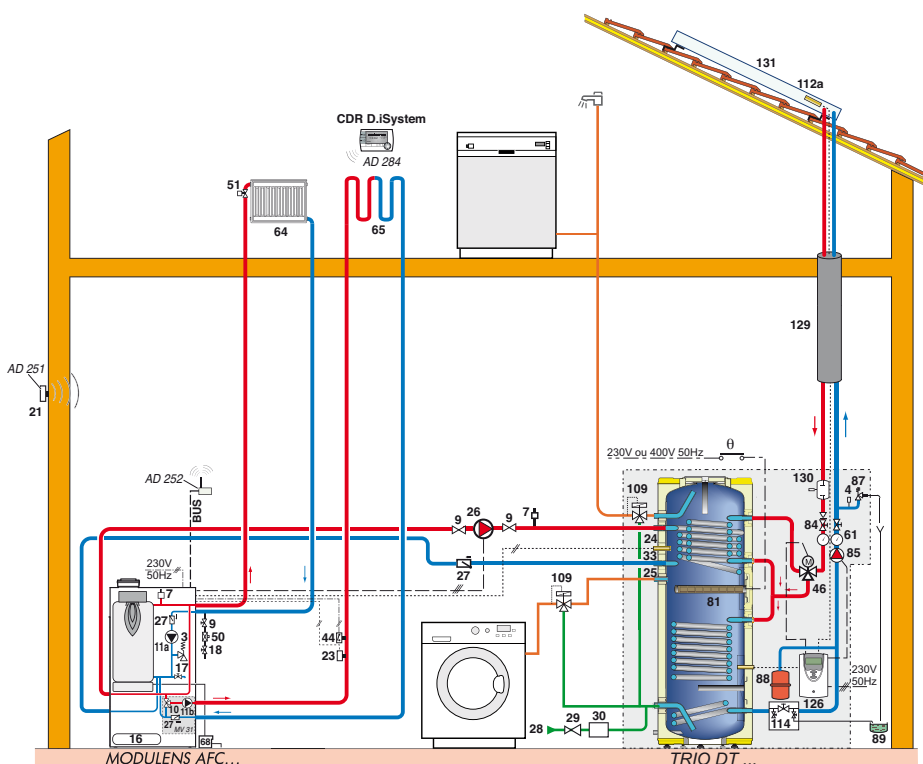 131
112a
CDR D.iSystem
AD 284
51
64
65
129
AD 251
21
230V ou 400V 50Hz
θ
AD 252
BUS
130
4
87
109
26
7
9
9
24
84
61
33
85
27
25
M
46
109
81
230V
50Hz
7
27
9
3
11a
50
44
18
23
17
230V
50Hz
88
126
10
11b
28
29
30
114
27
MV 31
16
68
89
MODULENS AFC...
TRIO DT ...